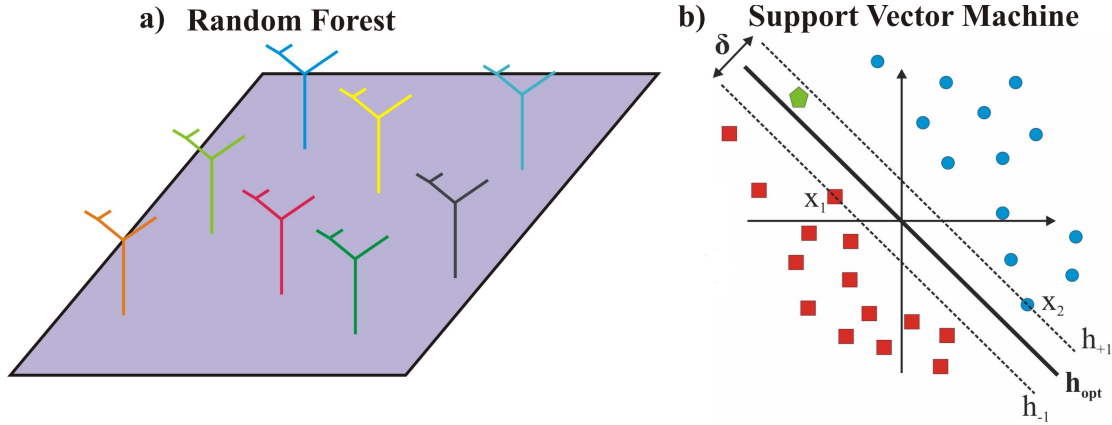 a) Random Forest
b) Support Vector Machine
δ
x₁
x₂
h₊₁
hₒₚₜ
h₋₁